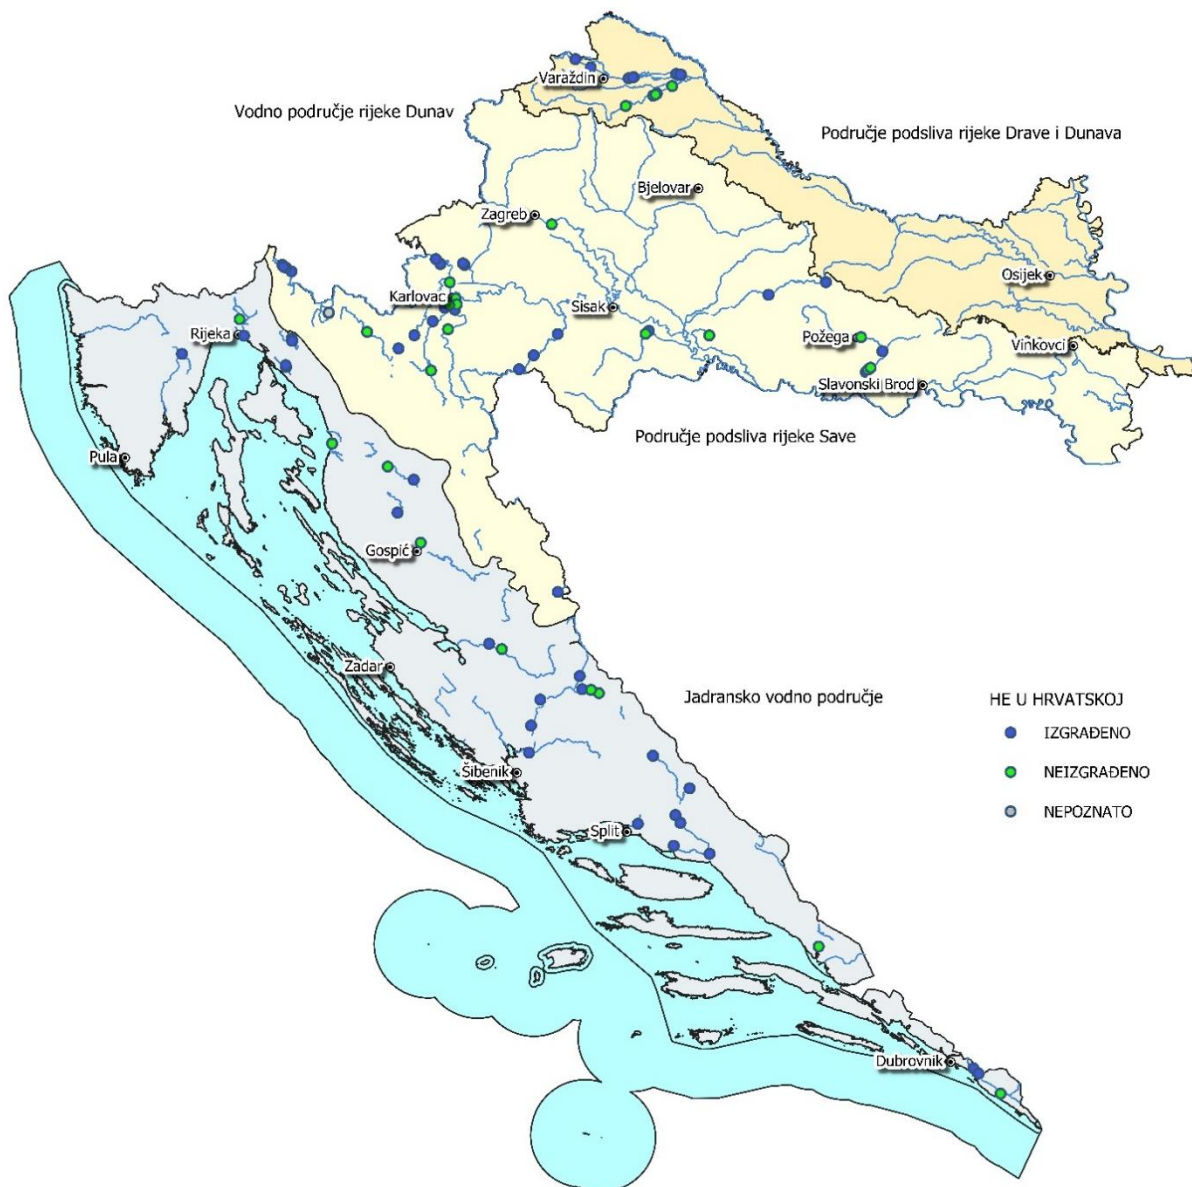 Varaždin
Vodno područje rijeke Dunav
Područje podsliva rijeke Drave i Dunava
Bjelovar
Zagreb
Osijek
Karlovac
Sisak
Rijeka
Požega
Vinkovci
Slavonski Brod
Područje podsliva rijeke Save
Pula
Gospić
Zadar
Jadransko vodno područje
HE U HRVATSKOJ
IZGRAĐENO
NEIZGRAĐENO
NEPOZNATO
Šibenik
Split
Dubrovnik